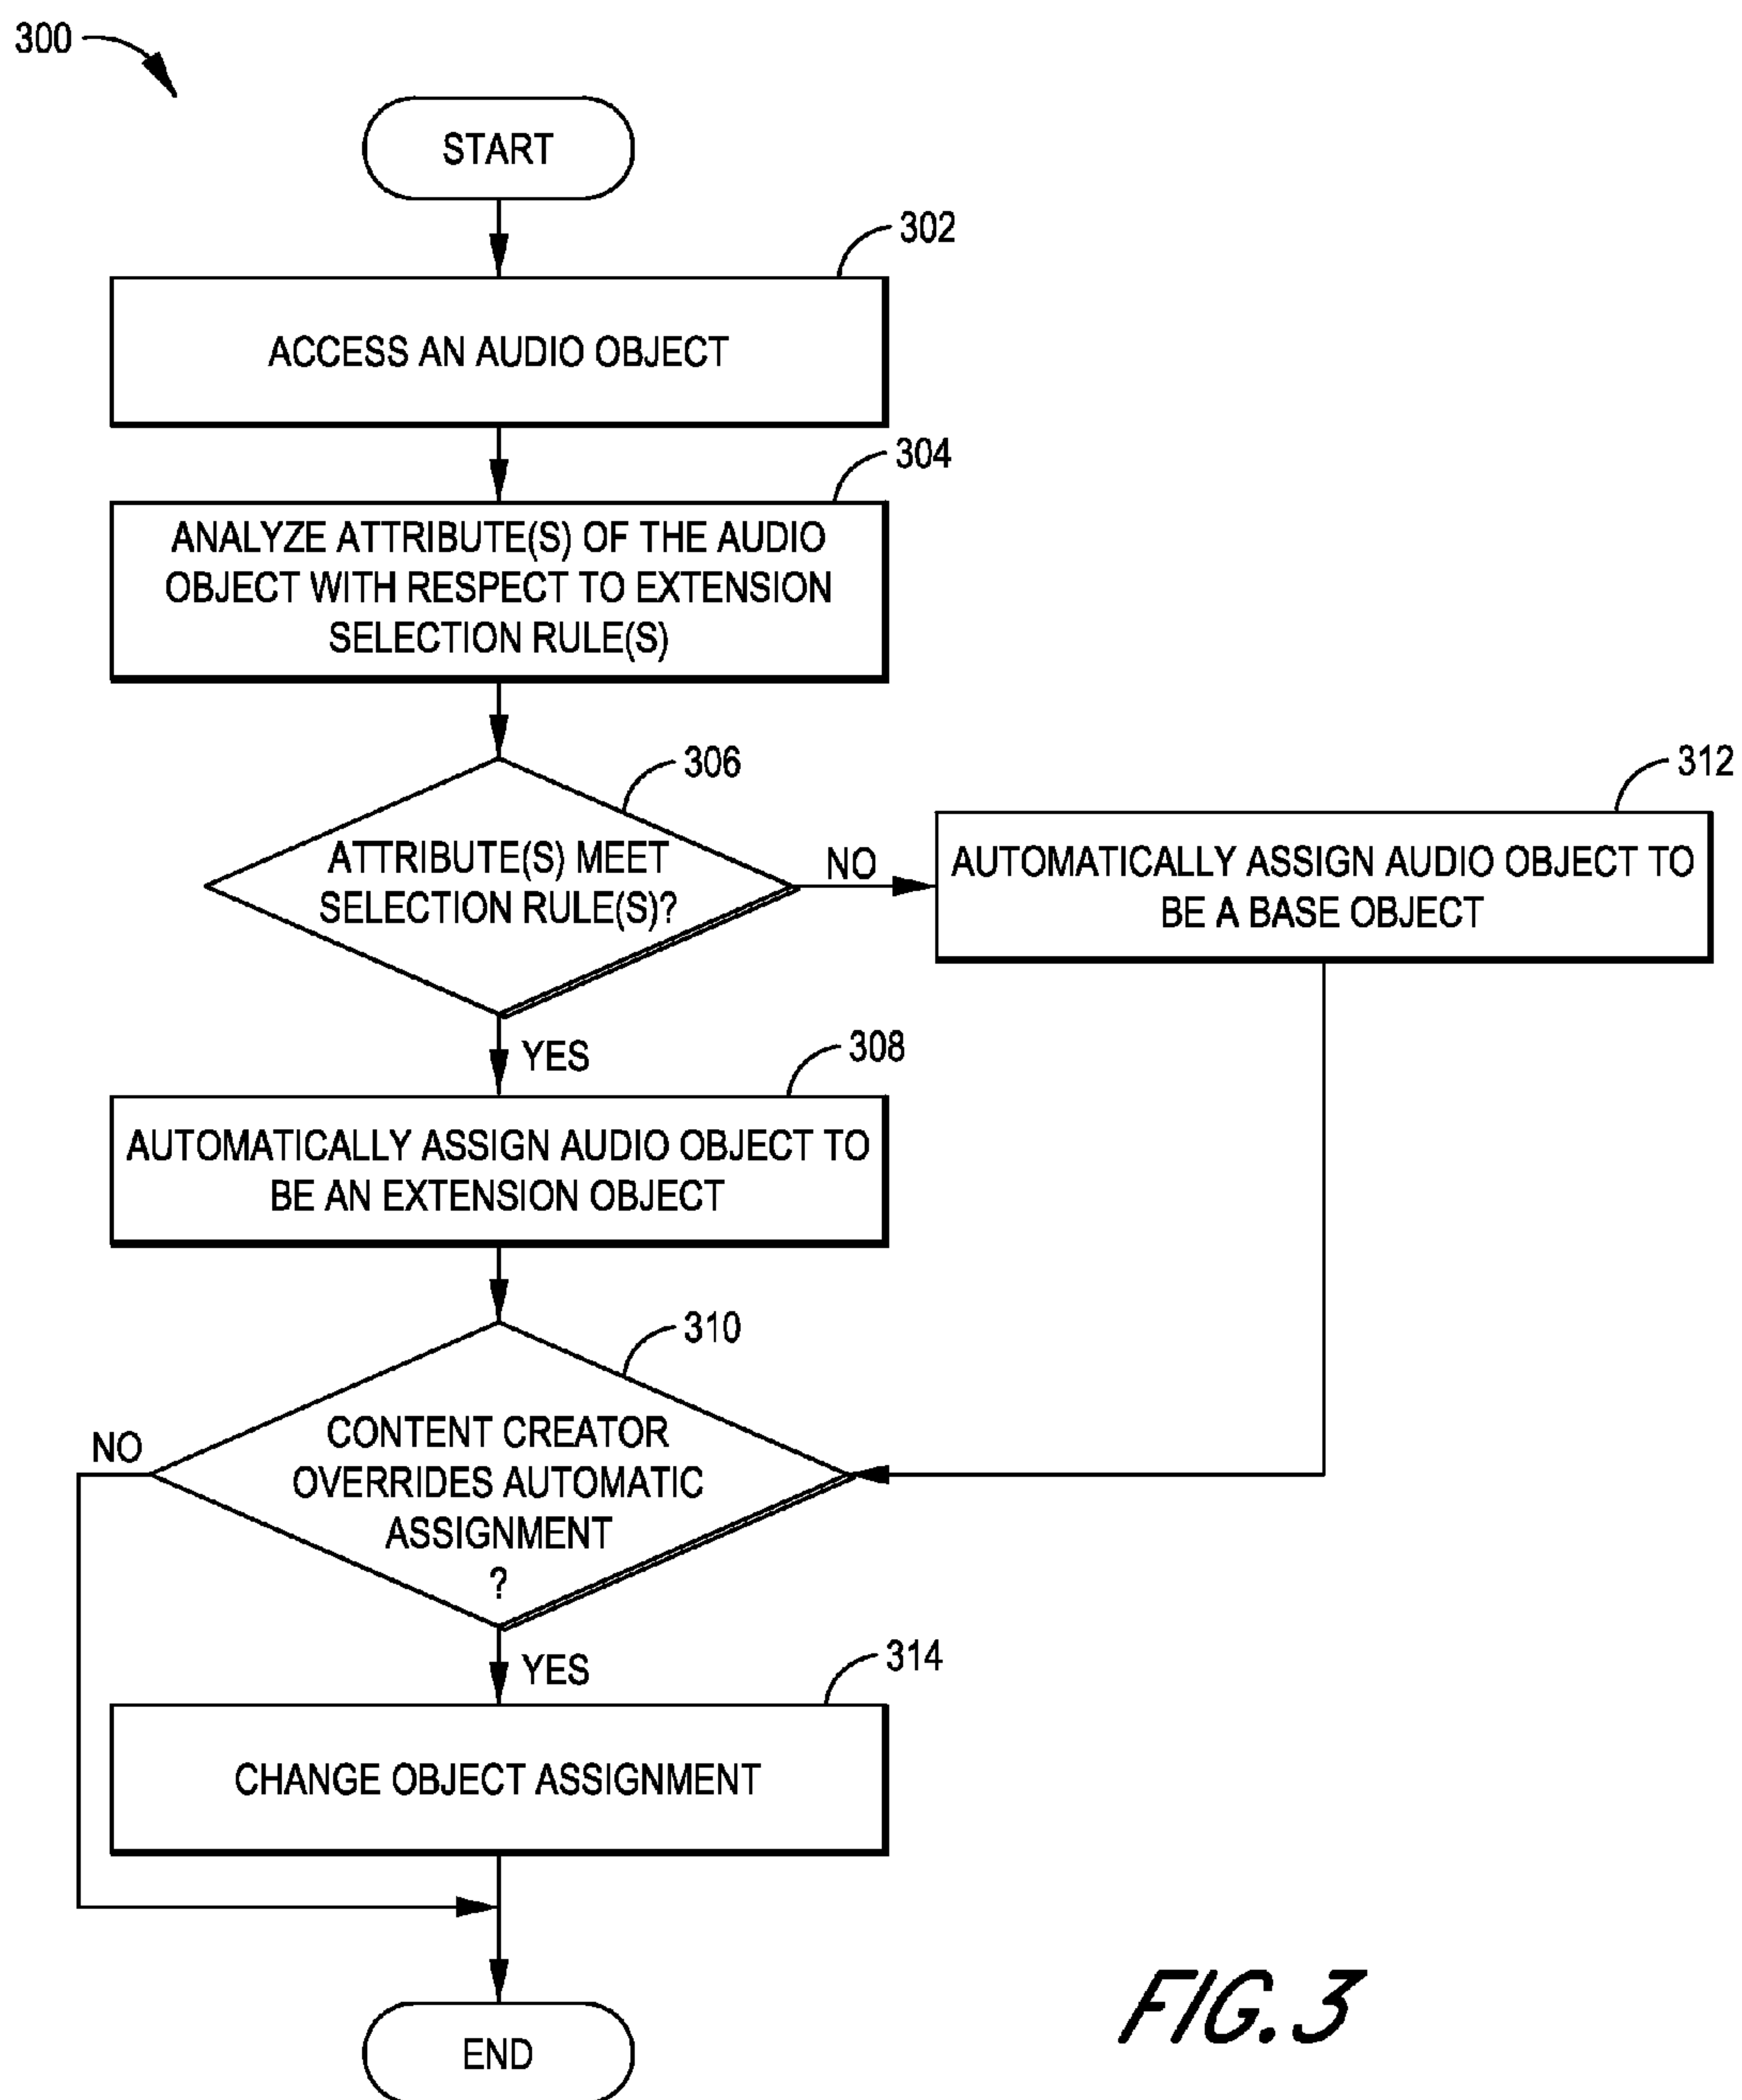 300
START
302
ACCESS AN AUDIO OBJECT
304
ANALYZE ATTRIBUTE(S) OF THE AUDIO
OBJECT WITH RESPECT TO EXTENSION
SELECTION RULE(S)
306
ATTRIBUTE(S) MEET
SELECTION RULE(S)?
NO
312
AUTOMATICALLY ASSIGN AUDIO OBJECT TO
BE A BASE OBJECT
YES
308
AUTOMATICALLY ASSIGN AUDIO OBJECT TO
BE AN EXTENSION OBJECT
310
CONTENT CREATOR
OVERRIDES AUTOMATIC
ASSIGNMENT
?
NO
YES
314
CHANGE OBJECT ASSIGNMENT
END
FIG. 3